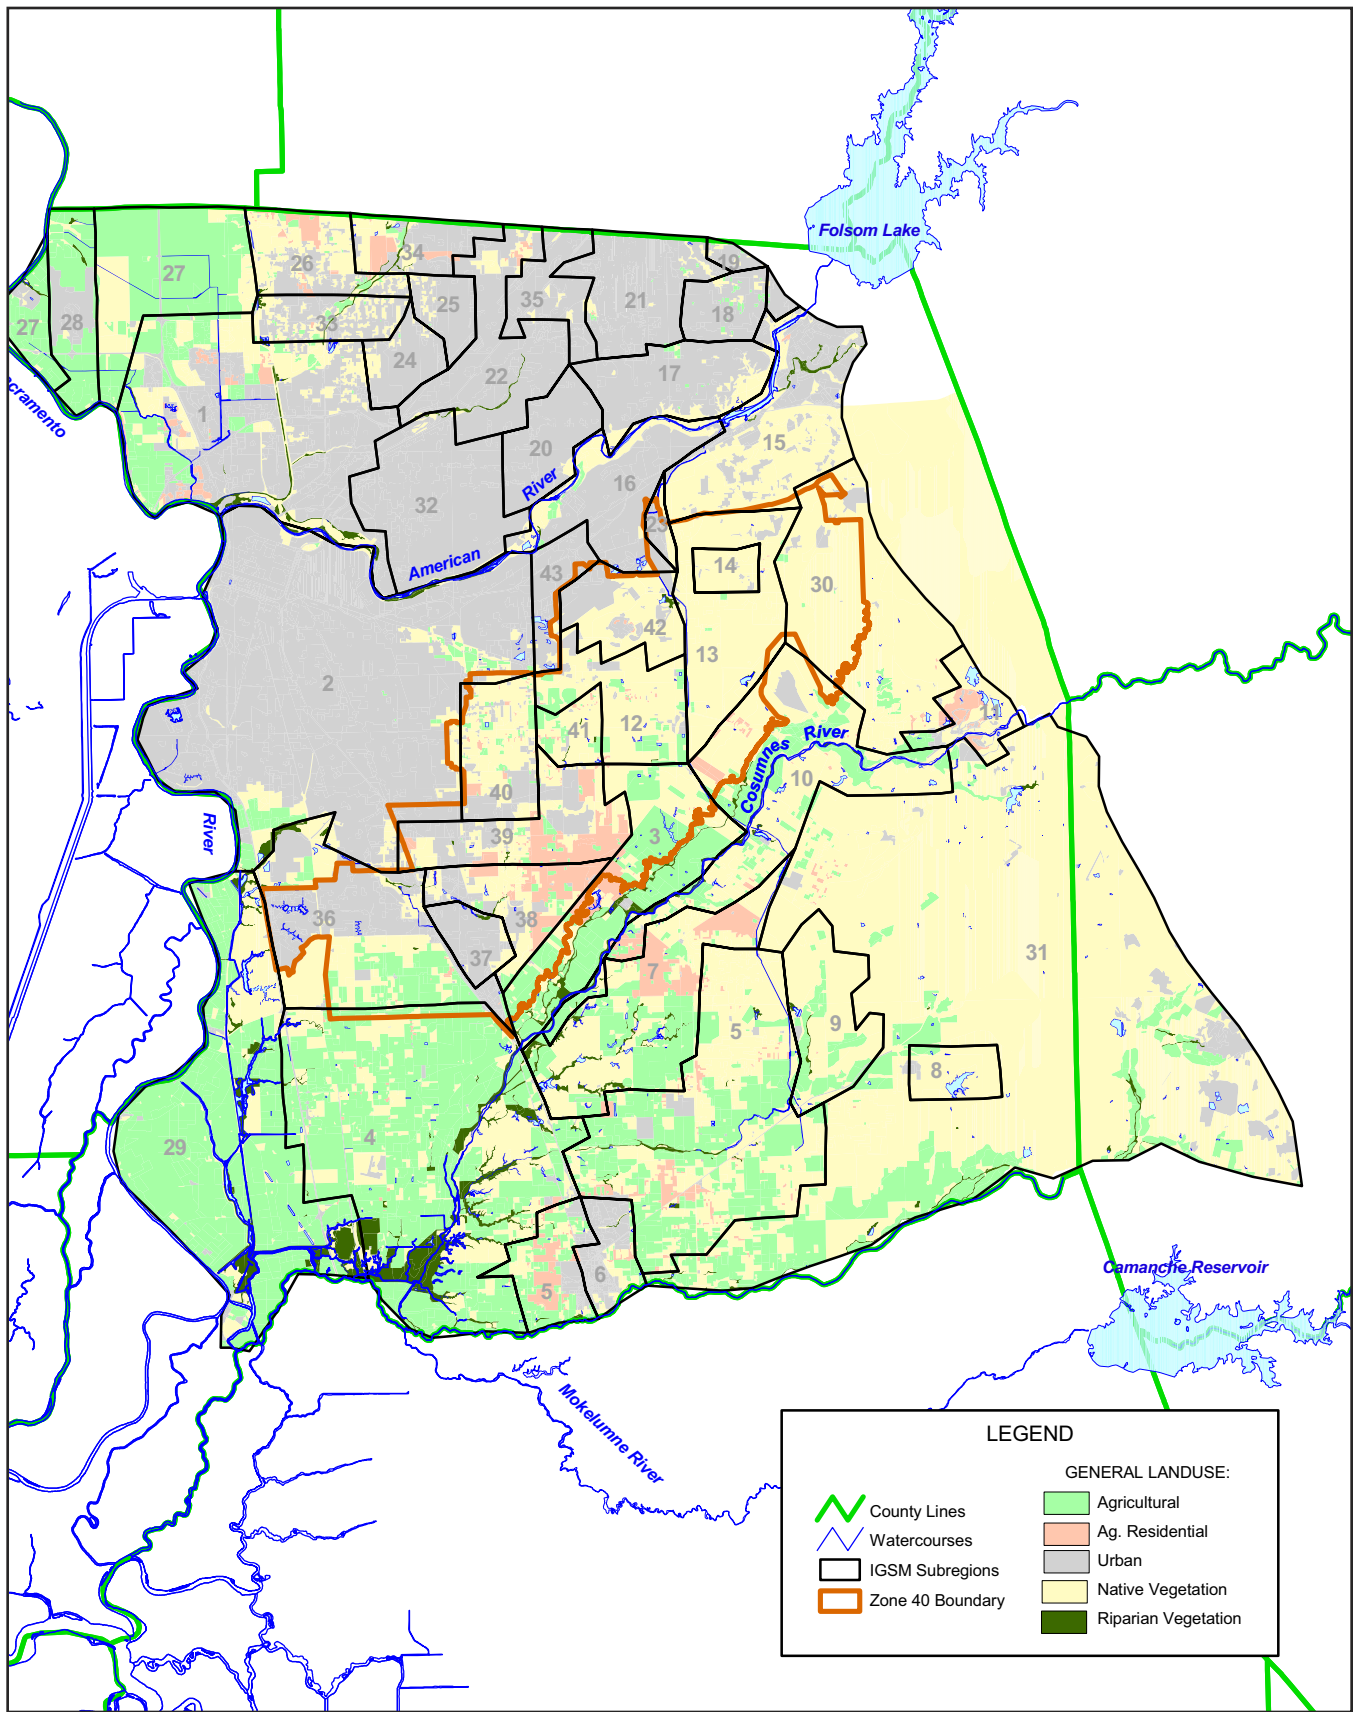 Folsom Lake
19
34
26
27
21
35
25
18
28
33
27
24
22
17
cramento
1
15
20
River
16
32
23
American
14
43
30
42
13
2
11
12
41
River
Cosumnes
10
40
River
39
3
36
38
31
37
7
5
9
8
4
29
6
5
Camanche Reservoir
Mokelumne River
LEGEND
GENERAL LANDUSE:
County Lines
Watercourses
IGSM Subregions
Zone 40 Boundary
Agricultural
Ag. Residential
Urban
Native Vegetation
Riparian Vegetation